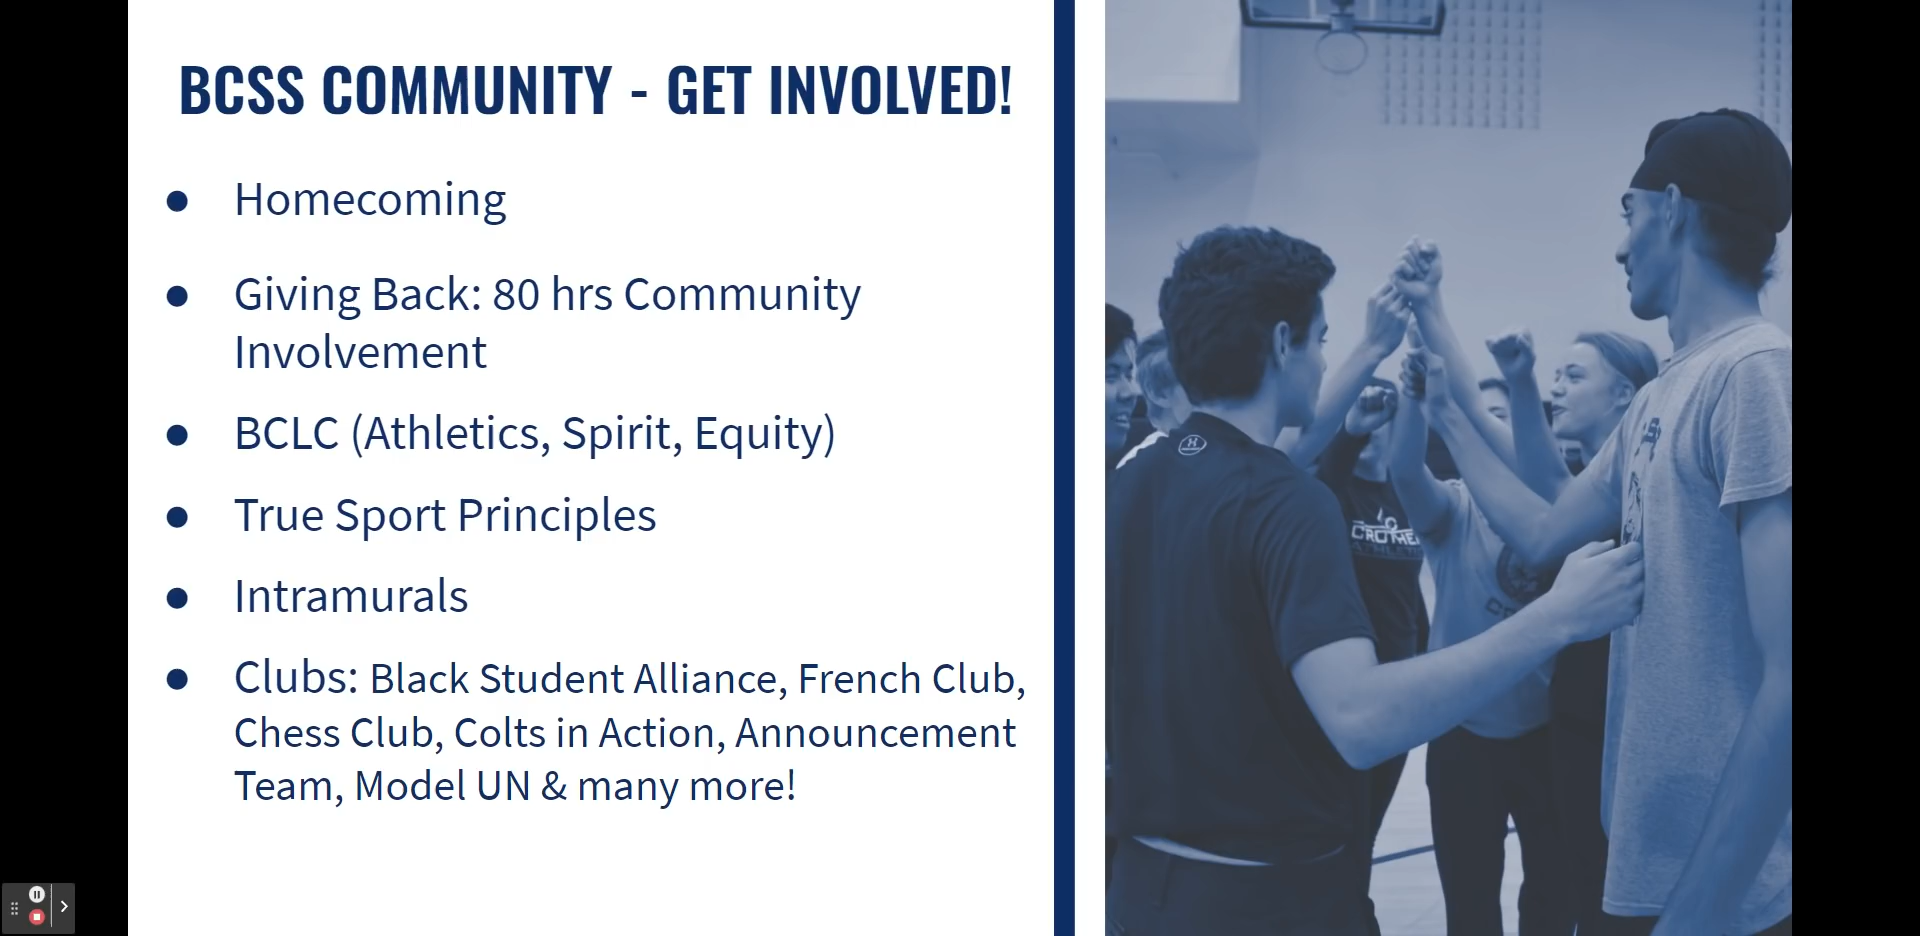 BCSS COMMUNITY - GET INVOLVED!
● Homecoming
● Giving Back: 80 hrs Community
Involvement
● BCLC (Athletics, Spirit, Equity)
● True Sport Principles
● Intramurals
● Clubs: Black Student Alliance, French Club,
Chess Club, Colts in Action, Announcement
Team, Model UN & many more!